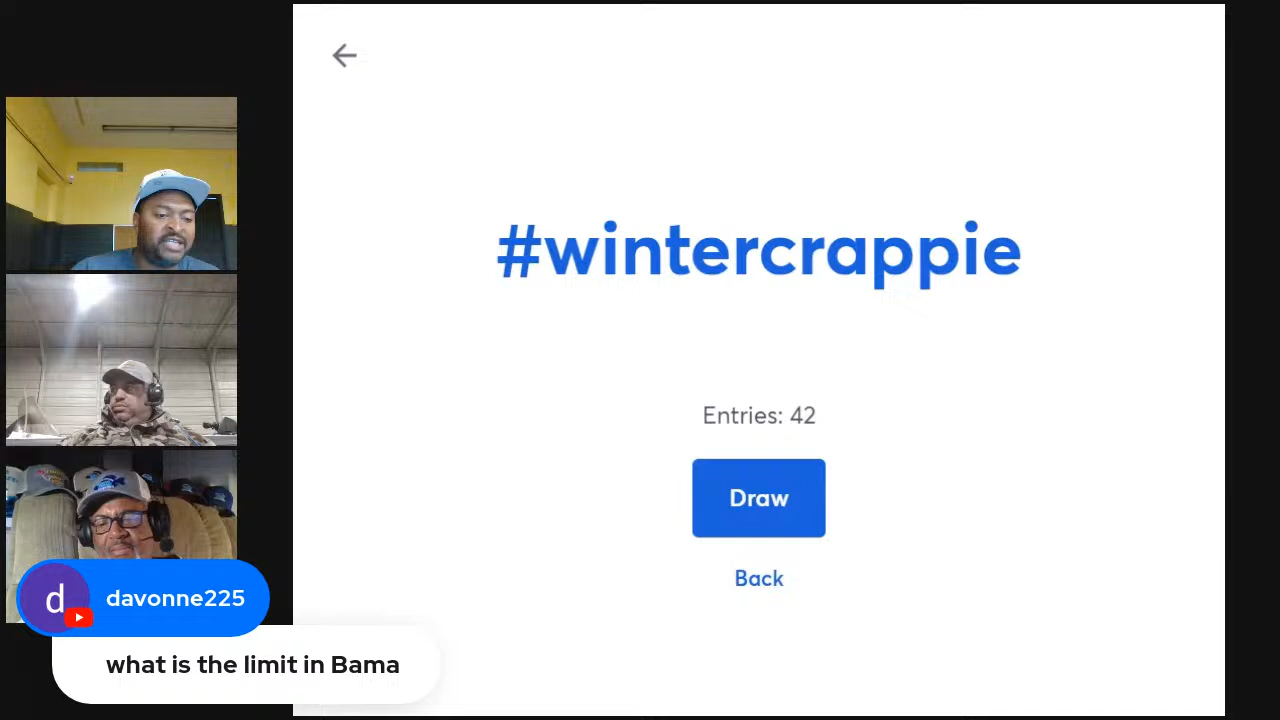 #wintercrappie
Entries: 42
Draw
Back
d
davonne225
what is the limit in Bama